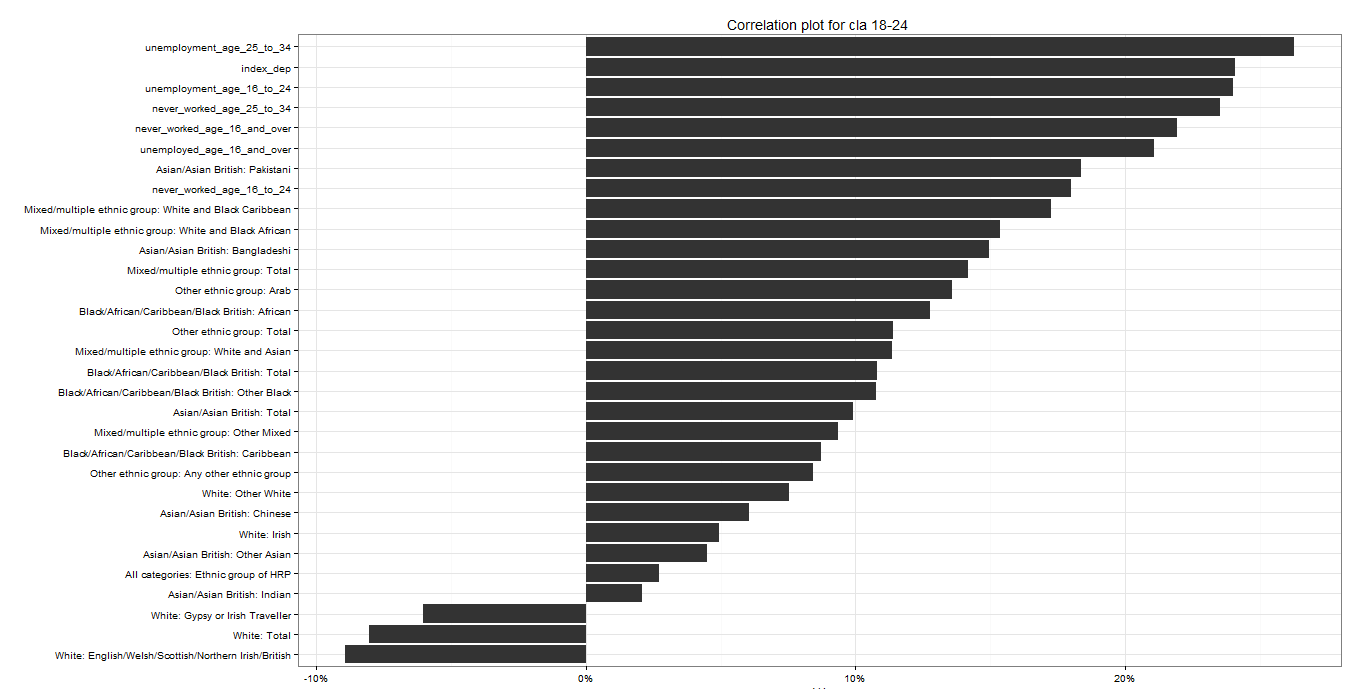 Correlation plot for cla 18-24
unemployment_age_25_to_34
index_dep
unemployment_age_16_to_24
never_worked_age_25_to_34
never_worked_age_16_and_over
unemployed_age_16_and_over
Asian/Asian British: Pakistani
never_worked_age_16_to_24
Mixed/multiple ethnic group: White and Black Caribbean
Mixed/multiple ethnic group: White and Black African
Asian/Asian British: Bangladeshi
Mixed/multiple ethnic group: Total
Other ethnic group: Arab
Black/African/Caribbean/Black British: African
Other ethnic group: Total
Mixed/multiple ethnic group: White and Asian
Black/African/Caribbean/Black British: Total
Black/African/Caribbean/Black British: Other Black
Asian/Asian British: Total
Mixed/multiple ethnic group: Other Mixed
Black/African/Caribbean/Black British: Caribbean
Other ethnic group: Any other ethnic group
White: Other White
Asian/Asian British: Chinese
White: Irish
Asian/Asian British: Other Asian
All categories: Ethnic group of HRP
Asian/Asian British: Indian
White: Gypsy or Irish Traveller
White: Total
White: English/Welsh/Scottish/Northern Irish/British
-10% 0% 10% 20%
...